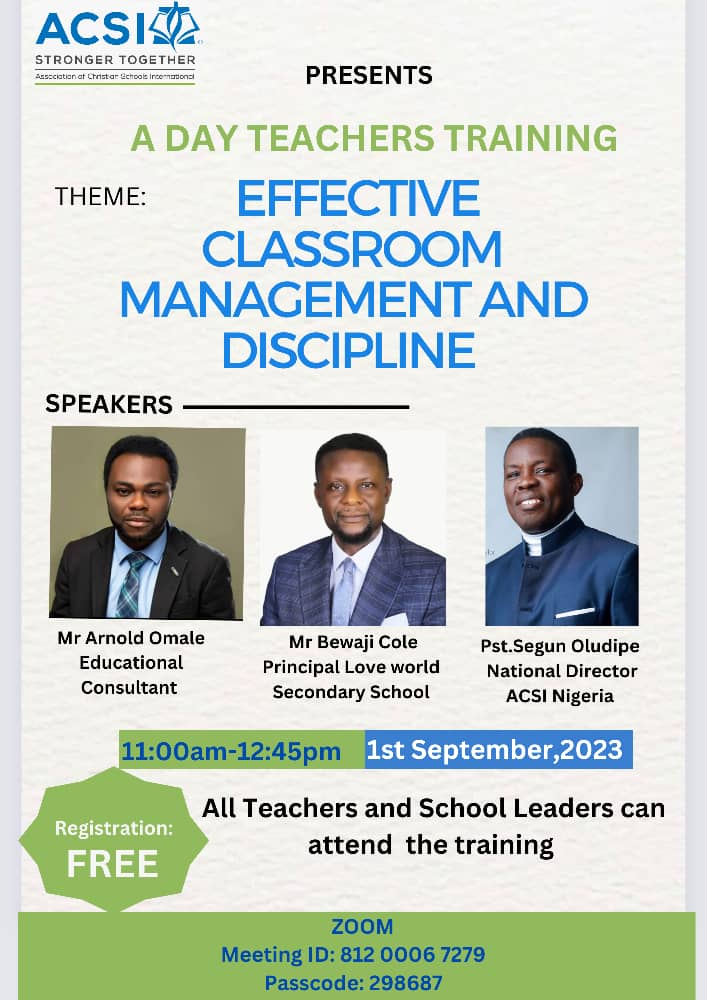 ACSI
STRONGER TOGETHER
Association of Christian Schools International
PRESENTS
A DAY TEACHERS TRAINING
THEME:
EFFECTIVE
CLASSROOM
MANAGEMENT AND
DISCIPLINE
SPEAKERS
Mr Arnold Omale
Educational
Consultant
Mr Bewaji Cole
Principal Love world
Secondary School
Pst.Segun Oludipe
National Director
ACSI Nigeria
11:00am-12:45pm
1st September,2023
Registration:
FREE
All Teachers and School Leaders can
attend the training
ZOOM
Meeting ID: 812 0006 7279
Passcode: 298687